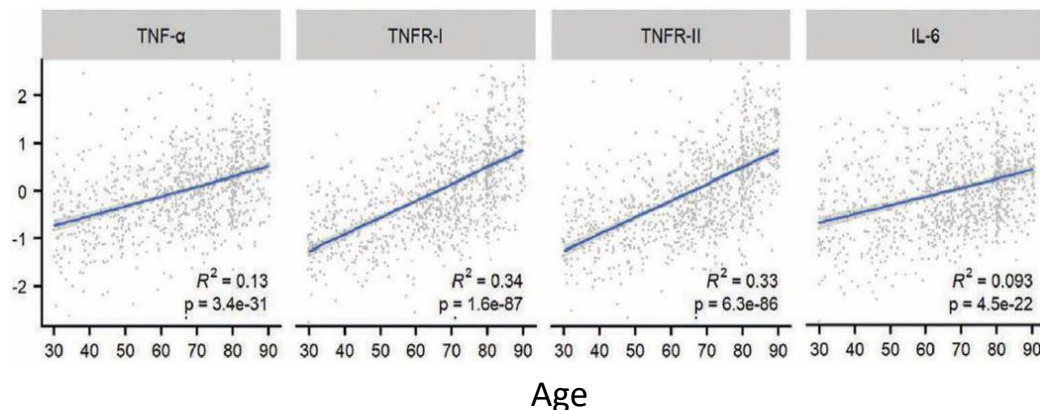 TNF-α TNFR-I TNFR-II IL-6
2
1
0
-1
-2
R² = 0.13 R² = 0.34 R² = 0.33 R² = 0.093
p = 3.4e-31 p = 1.6e-87 p = 6.3e-86 p = 4.5e-22
30 40 50 60 70 80 90 30 40 50 60 70 80 90 30 40 50 60 70 80 90 30 40 50 60 70 80 90
Age